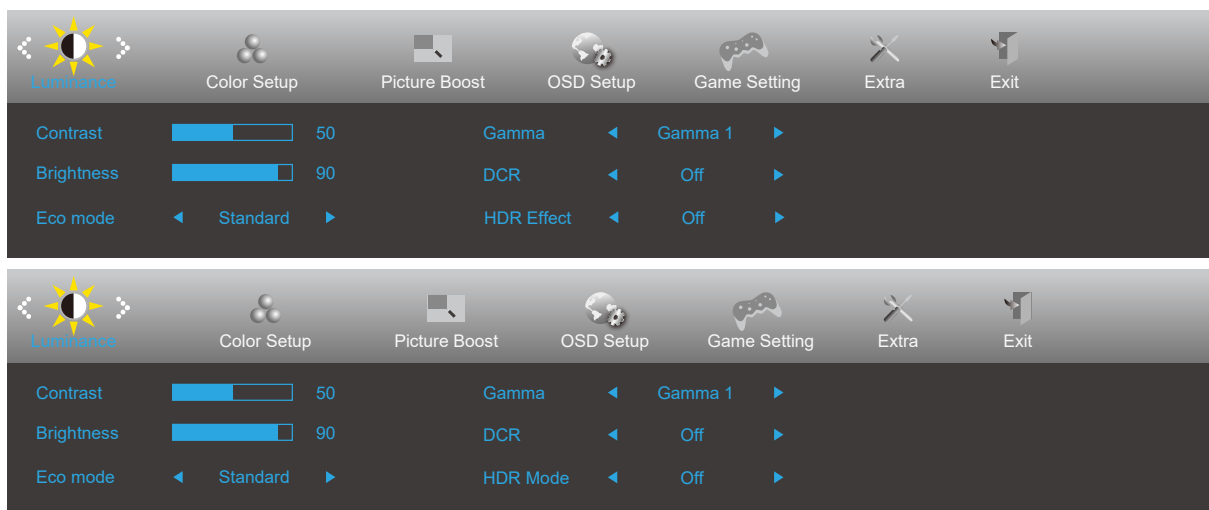 Luminance Color Setup Picture Boost OSD Setup Game Setting Extra Exit
Contrast 50 Gamma Gamma 1
Brightness 90 DCR Off
Eco mode Standard HDR Effect Off
Luminance Color Setup Picture Boost OSD Setup Game Setting Extra Exit
Contrast 50 Gamma Gamma 1
Brightness 90 DCR Off
Eco mode Standard HDR Mode Off